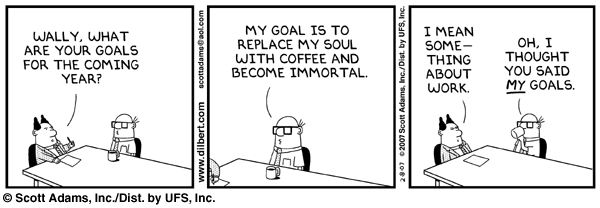 WALLY, WHAT
ARE YOUR GOALS
FOR THE COMING
YEAR?
www.dilbert.com
scottadams@aol.com
MY GOAL IS TO
REPLACE MY SOUL
WITH COFFEE AND
BECOME IMMORTAL.
2-8-07 © 2007 Scott Adams, Inc./Dist. by UFS, Inc.
I MEAN
SOME-
THING
ABOUT
WORK.
OH, I
THOUGHT
YOU SAID
MY GOALS.
© Scott Adams, Inc./Dist. by UFS, Inc.